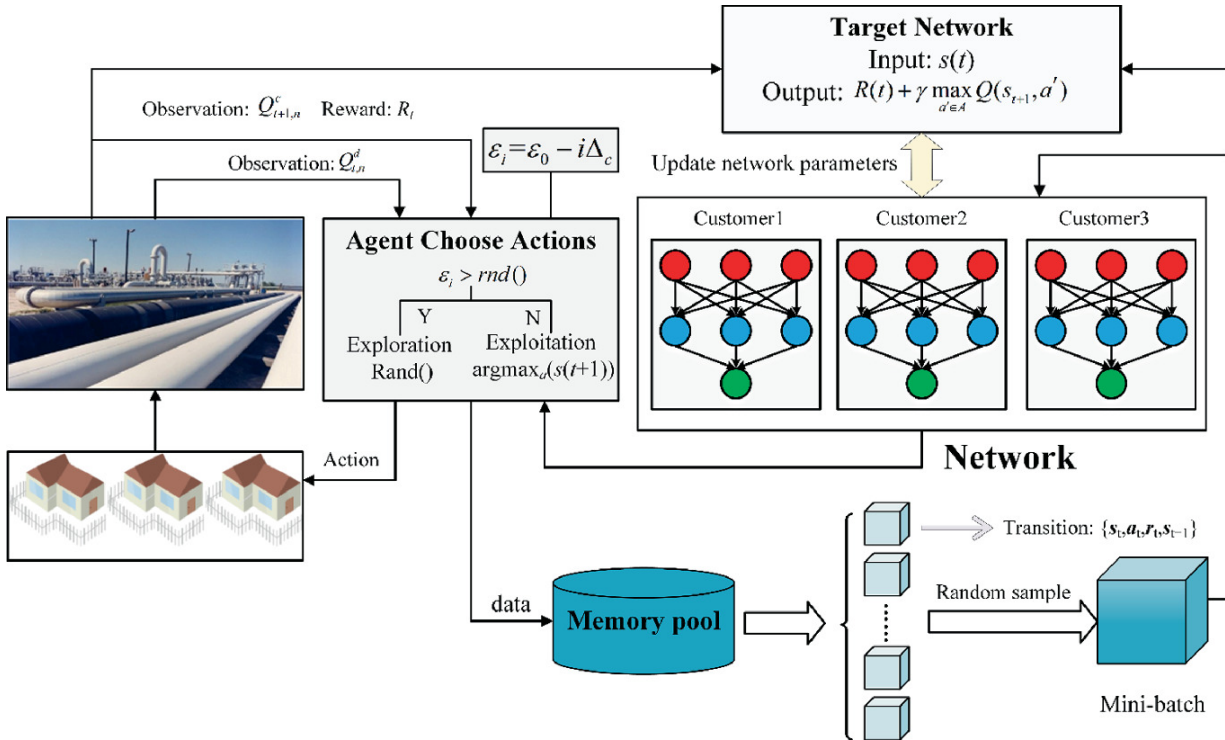 Target Network
Input: s(t)
Output: R(t) + γ max Q(s_{t+1}, a′)
a′∈A
Observation: Q^c_{t+1,n} Reward: R_t
Observation: Q^d_{t,n}
ε_i=ε_0 − iΔ_c
Update network parameters
Customer1 Customer2 Customer3
Agent Choose Actions
ε_i > rnd()
Y N
Exploration Exploitation
Rand() argmax_a(s(t+1))
Network
Action
Transition: {s_t,a_t,r_t,s_{t−1}}
data
Memory pool
Random sample
Mini-batch